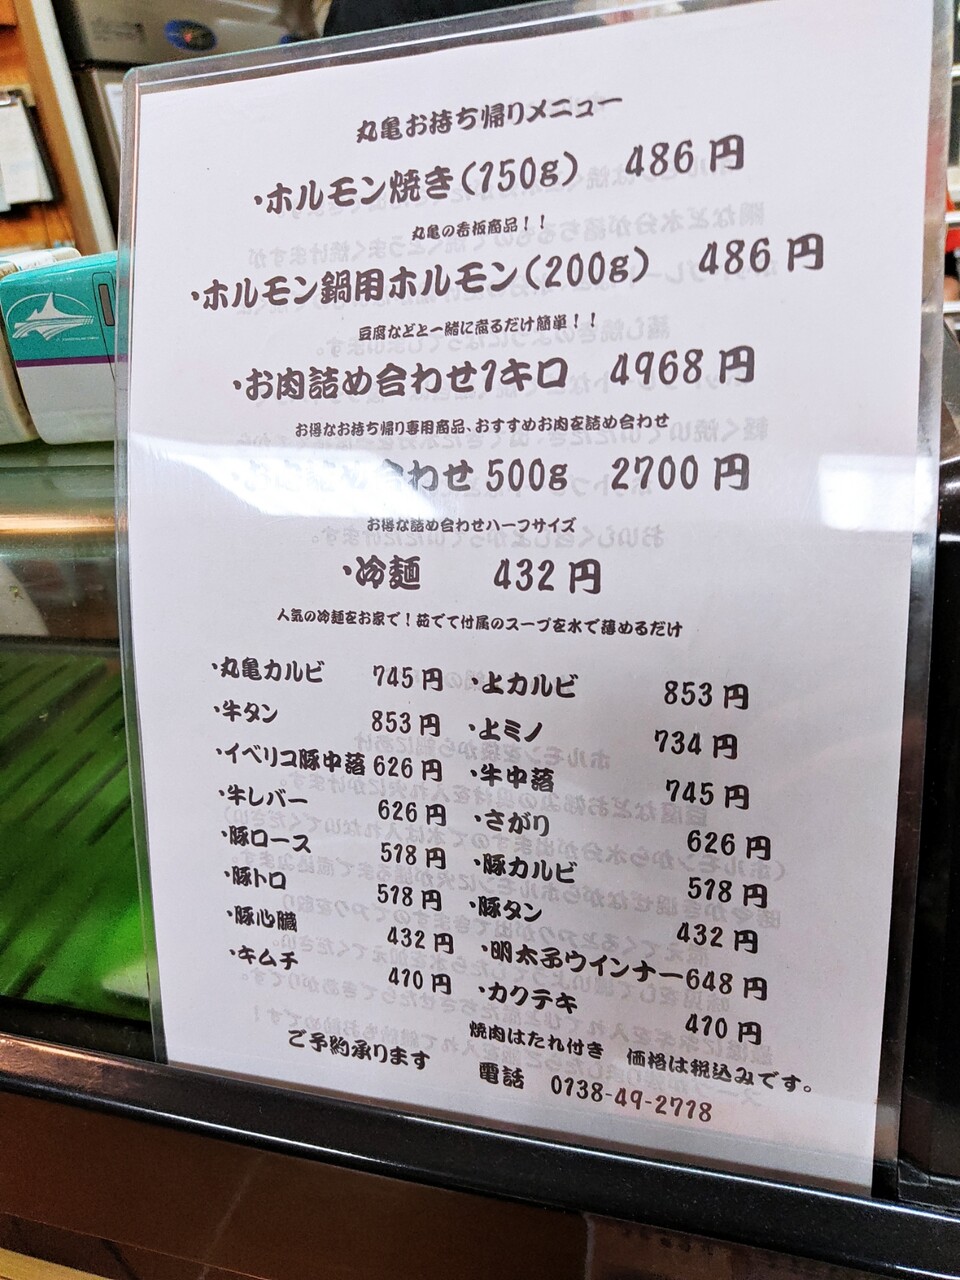 丸亀お持ち帰りメニュー
・ホルモン焼き(150g) 486円
丸亀の看板商品！！
・ホルモン鍋用ホルモン(200g) 486円
豆腐などと一緒に煮るだけ簡単！！
・お肉詰め合わせ1キロ 4968円
お得なお持ち帰り専用商品、おすすめお肉を詰め合わせ
合わせ 500g 2700円
お得な詰め合わせハーフサイズ
・冷麺 432円
人気の冷麺をお家で！茹でて付属のスープを水で薄めるだけ
・丸亀カルビ 745円 ・上カルビ 853円
・牛タン 853円 ・上ミノ 734円
・イベリコ豚中落 626円 ・牛中落 745円
・牛レバー 626円 ・さがり 626円
・豚ロース 518円 ・豚カルビ 518円
・豚トロ 518円 ・豚タン 432円
・豚心臓 432円 ・明太子ウインナー 648円
・キムチ 410円 ・カクテキ 410円
焼肉はたれ付き 価格は税込みです。
ご予約承ります 電話 0138-49-2718